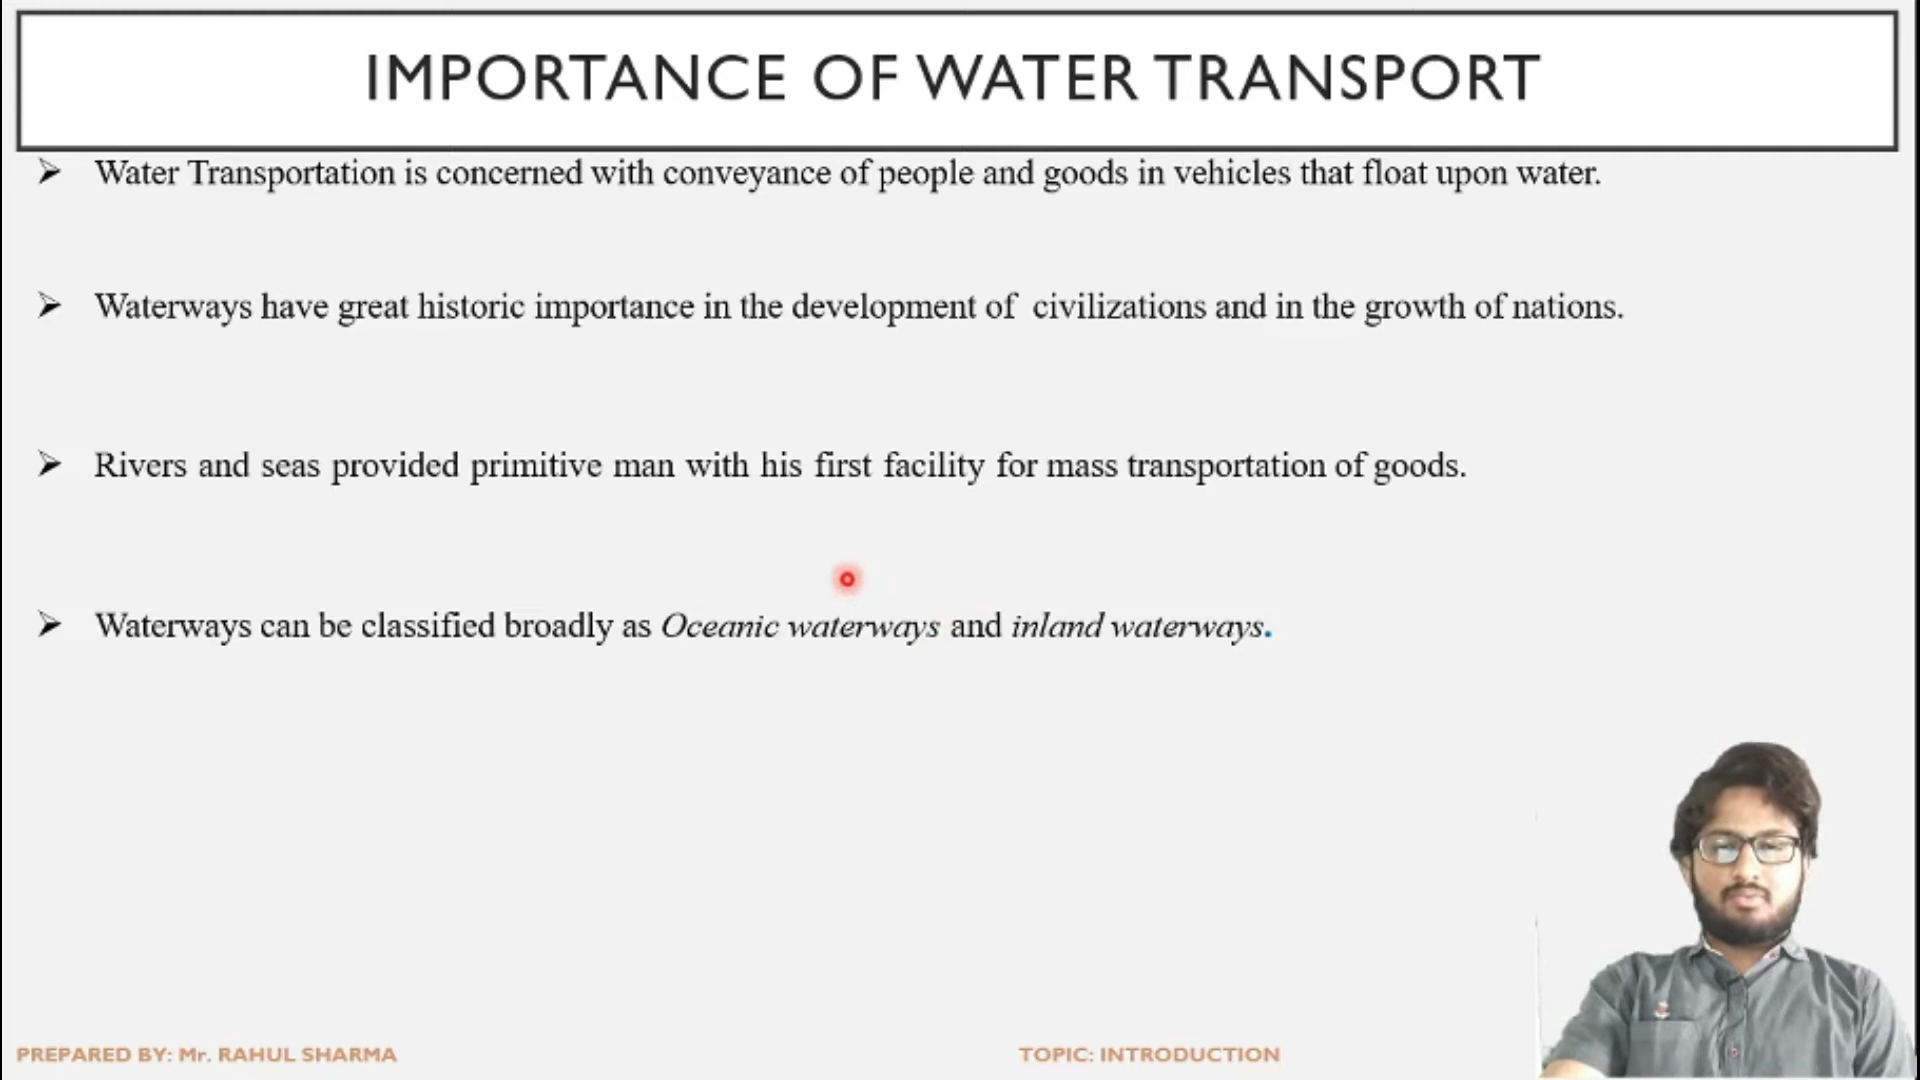 IMPORTANCE OF WATER TRANSPORT
Water Transportation is concerned with conveyance of people and goods in vehicles that float upon water.
Waterways have great historic importance in the development of civilizations and in the growth of nations.
Rivers and seas provided primitive man with his first facility for mass transportation of goods.
Waterways can be classified broadly as Oceanic waterways and inland waterways.
PREPARED BY: Mr. RAHUL SHARMA
TOPIC: INTRODUCTION